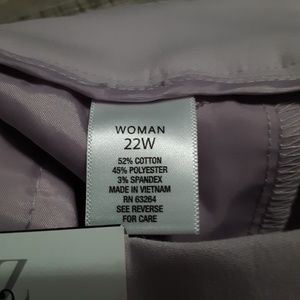 WOMAN
22W
52% COTTON
45% POLYESTER
3% SPANDEX
MADE IN VIETNAM
RN 63264
SEE REVERSE
FOR CARE